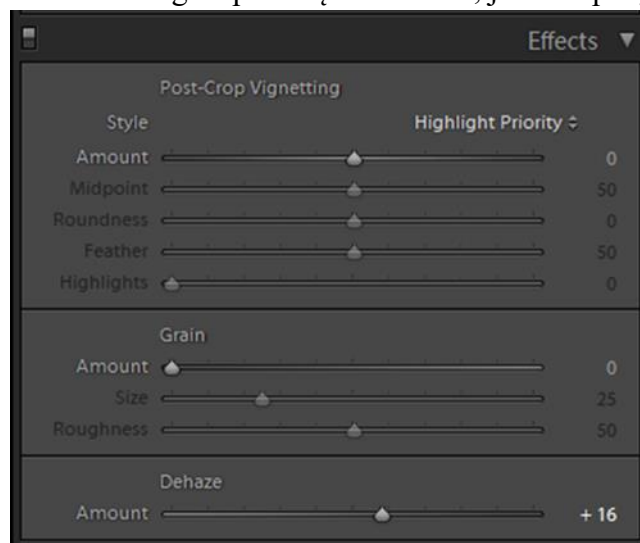 Effects
Post-Crop Vignetting
Style Highlight Priority
Amount 0
Midpoint 50
Roundness 0
Feather 50
Highlights 0
Grain
Amount 0
Size 25
Roughness 50
Dehaze
Amount + 16